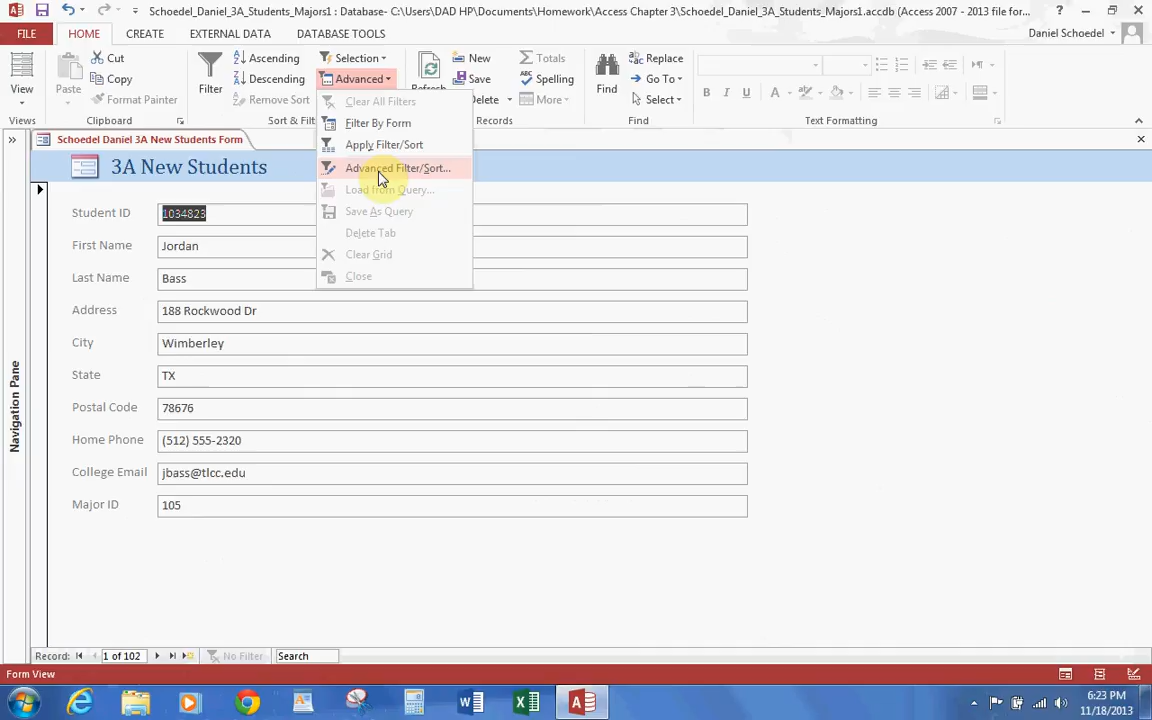 Schoedel_Daniel_3A_Students_Majors1 : Database- C:\Users\DAD HP\Documents\Homework\Access Chapter 3\Schoedel_Daniel_3A_Students_Majors1.accdb (Access 2007 - 2013 file for...
FILE HOME CREATE EXTERNAL DATA DATABASE TOOLS Daniel Schoedel
View
Views
Paste
Cut
Copy
Format Painter
Clipboard
Filter
Ascending
Descending
Remove Sort
Selection
Advanced
Sort & Filt
Clear All Filters
Filter By Form
Apply Filter/Sort
Advanced Filter/Sort...
Load from Query...
Save As Query
Delete Tab
Clear Grid
Close
Refresh
New
Save
Delete
Totals
Spelling
More
Records
Find
Replace
Go To
Select
Find
B I U A
Text Formatting
Schoedel Daniel 3A New Students Form
Navigation Pane
3A New Students
Student ID 1034823
First Name Jordan
Last Name Bass
Address 188 Rockwood Dr
City Wimberley
State TX
Postal Code 78676
Home Phone (512) 555-2320
College Email jbass@tlcc.edu
Major ID 105
Record: 1 of 102 No Filter Search
Form View
6:23 PM
11/18/2013